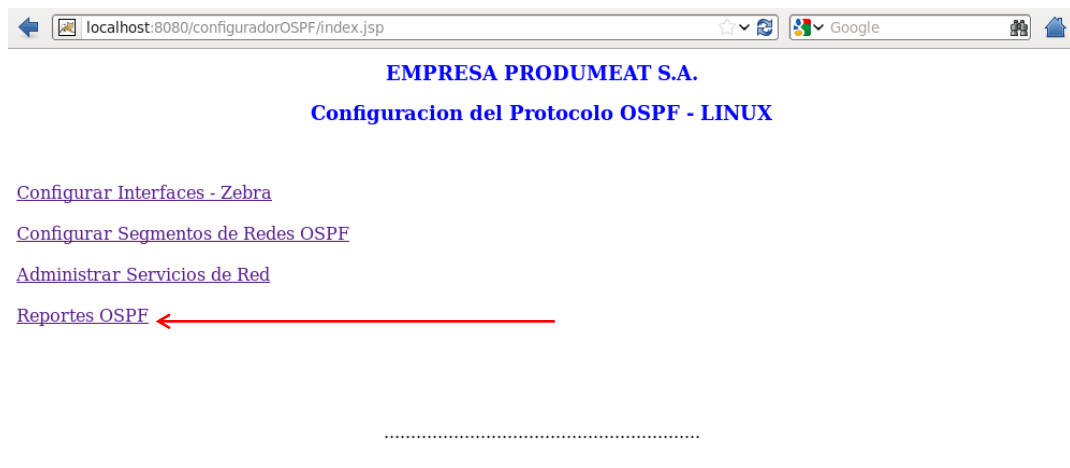 localhost:8080/configuradorOSPF/index.jsp
Google
EMPRESA PRODUMEAT S.A.
Configuracion del Protocolo OSPF - LINUX
Configurar Interfaces - Zebra
Configurar Segmentos de Redes OSPF
Administrar Servicios de Red
Reportes OSPF
...........................................................